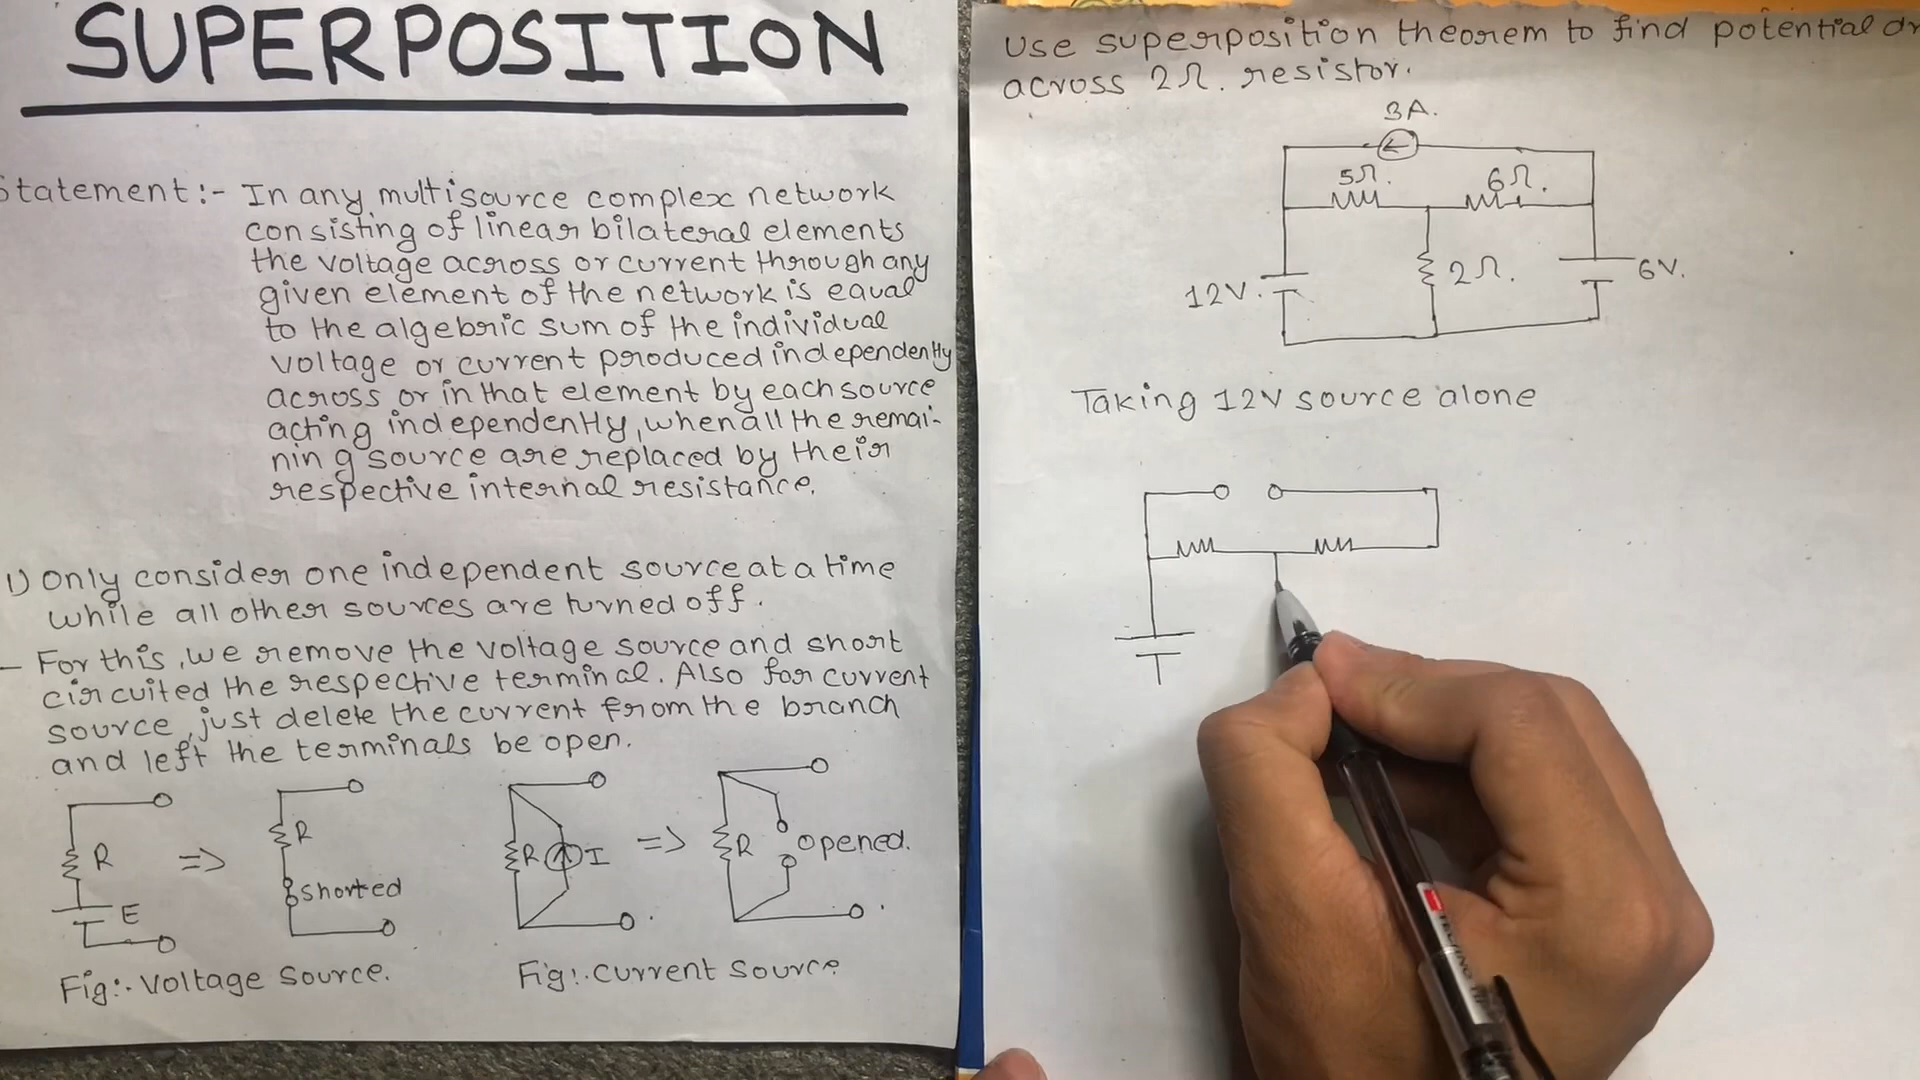 SUPERPOSITION
Statement:- In any multisource complex network
consisting of linear bilateral elements
the voltage across or current through any
given element of the network is equal
to the algebric sum of the individual
voltage or current produced independently
across or in that element by each source
acting independently, when all the remai-
ning source are replaced by their
respective internal resistance.
1) Only consider one independent source at a time
while all other sources are turned off.
- For this, we remove the voltage source and short
circuited the respective terminal. Also for current
source, just delete the current from the branch
and left the terminals be open.
R => R shorted E
R I => R opened.
Fig:. Voltage source.
Fig:. current source
Use superposition theorem to find potential dr
across 2Ω. resistor.
3A.
5Ω. 6Ω.
12V. 2Ω. 6V.
Taking 12V source alone